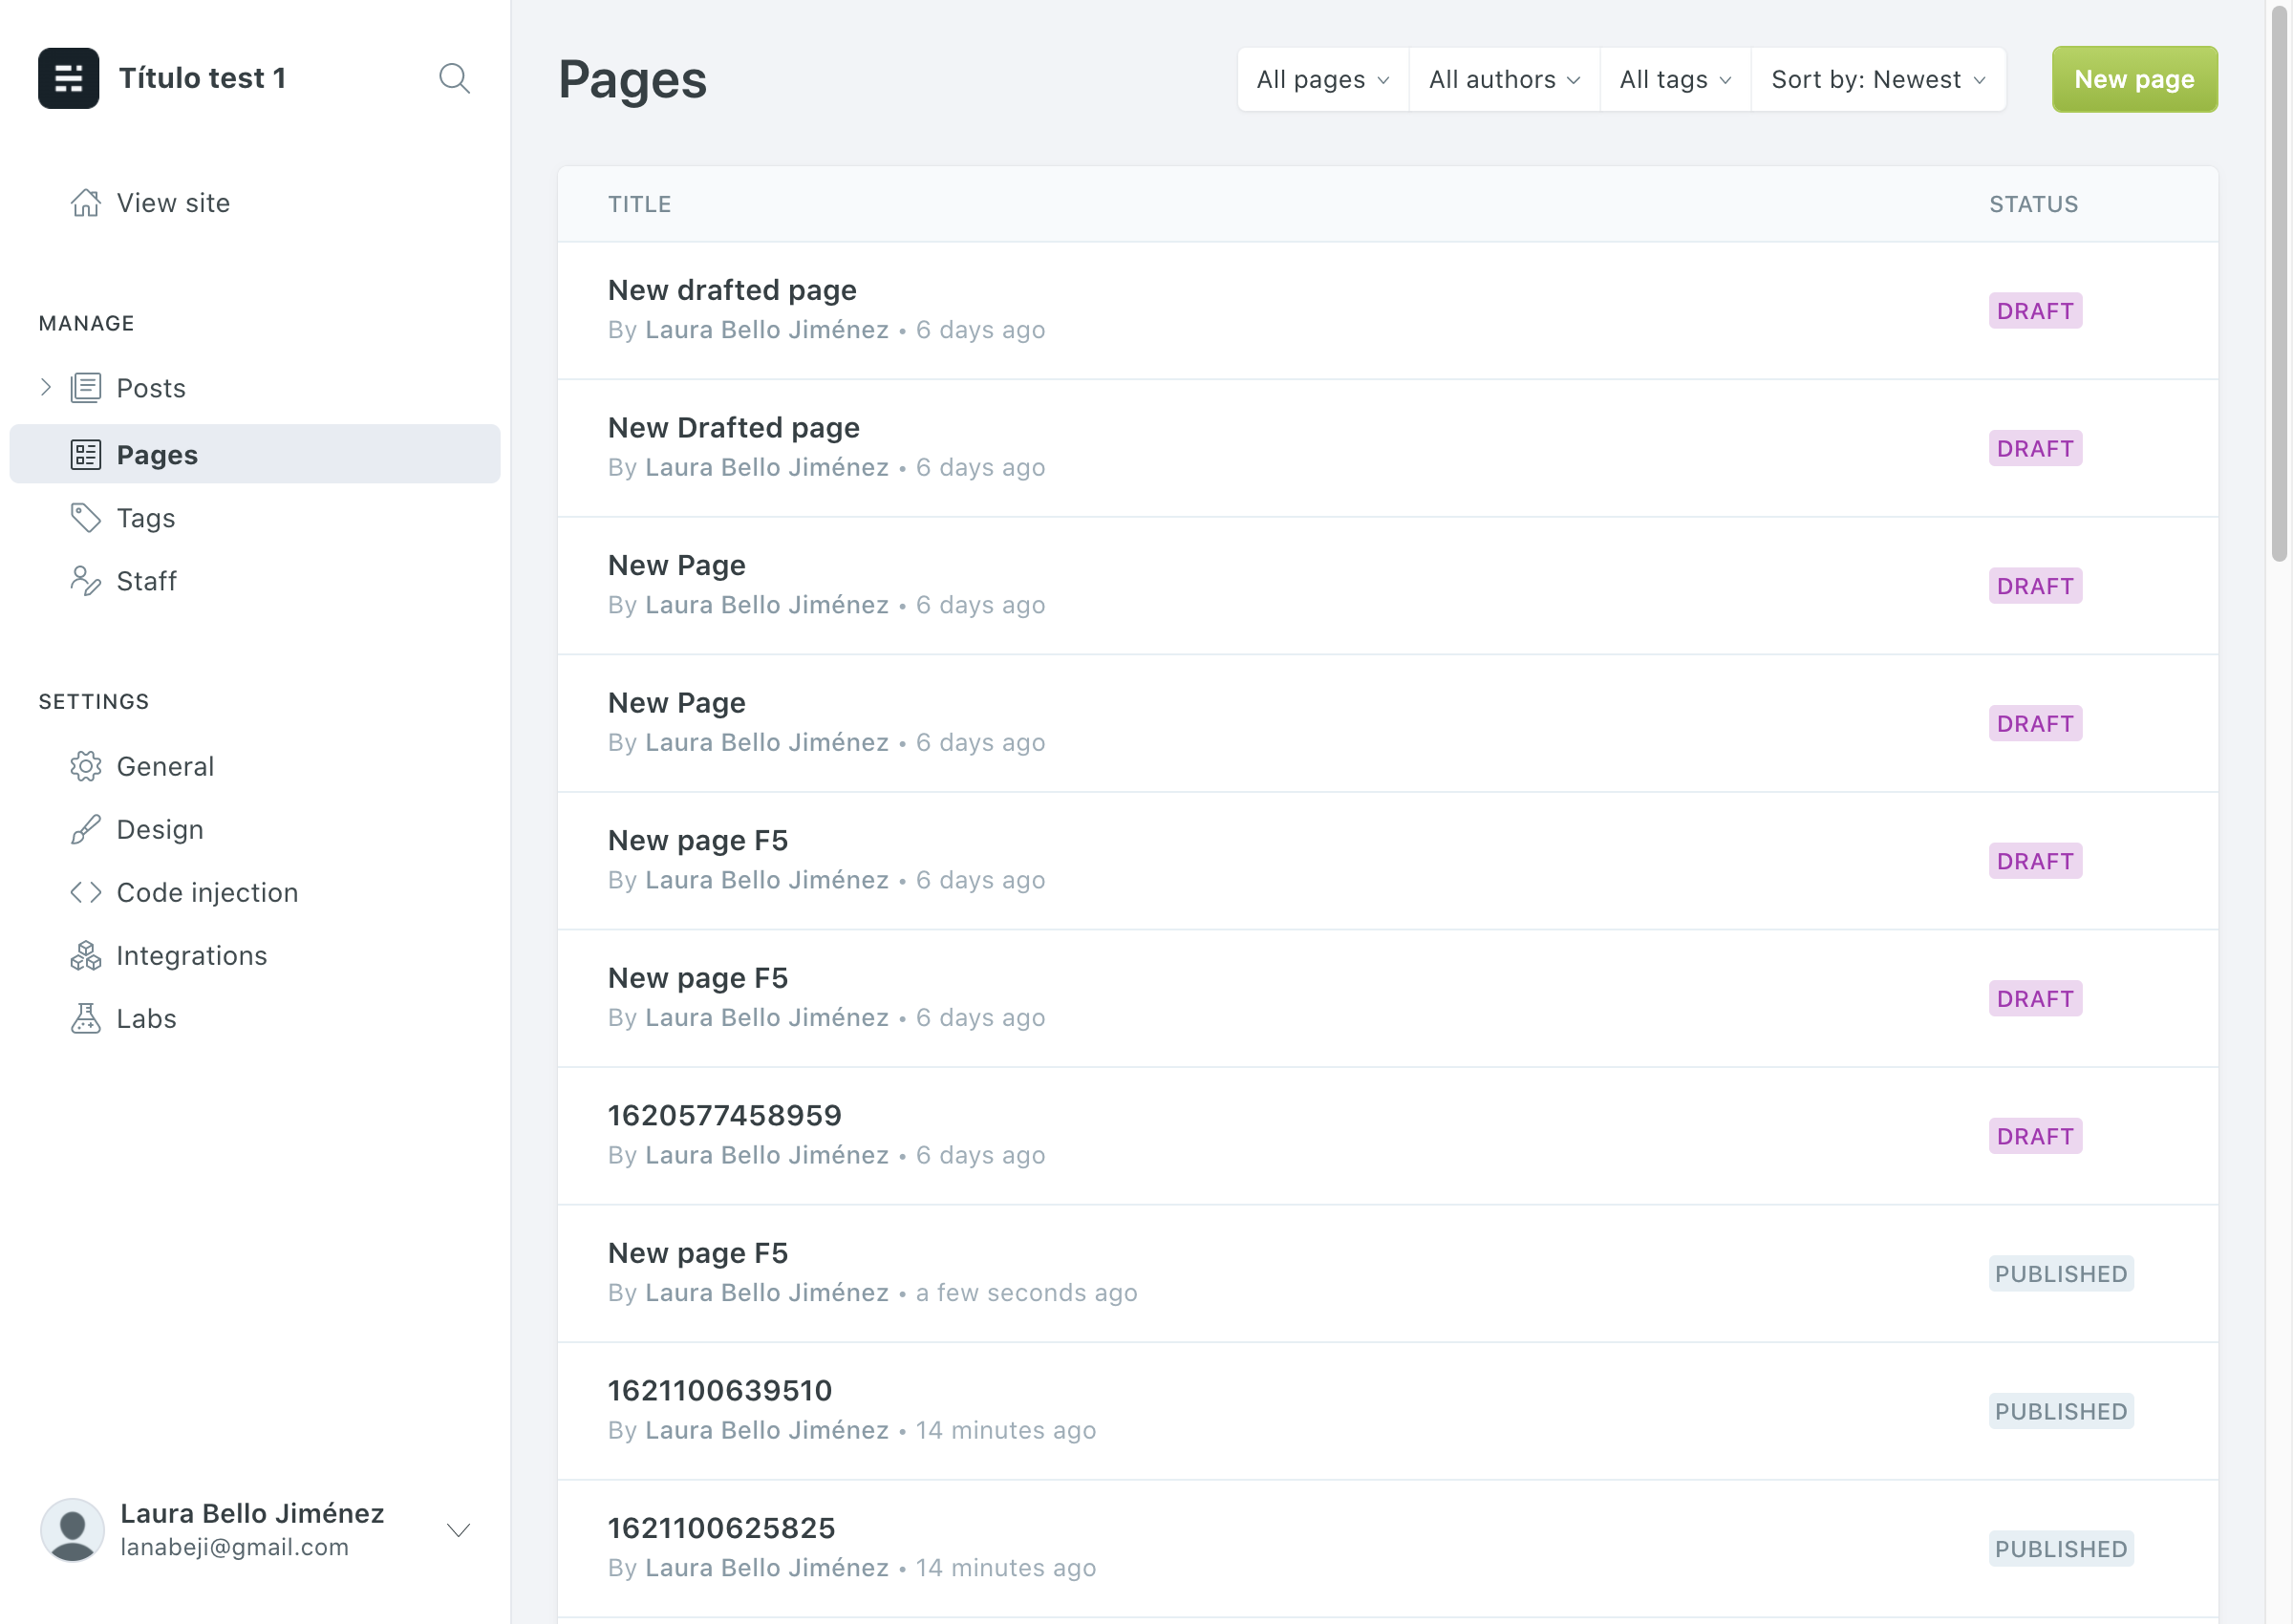 Título test 1
View site
MANAGE
Posts
Pages
Tags
Staff
SETTINGS
General
Design
Code injection
Integrations
Labs
Laura Bello Jiménez
lanabeji@gmail.com
Pages
All pages
All authors
All tags
Sort by: Newest
New page
TITLE STATUS
New drafted page
By Laura Bello Jiménez • 6 days ago
DRAFT
New Drafted page
By Laura Bello Jiménez • 6 days ago
DRAFT
New Page
By Laura Bello Jiménez • 6 days ago
DRAFT
New Page
By Laura Bello Jiménez • 6 days ago
DRAFT
New page F5
By Laura Bello Jiménez • 6 days ago
DRAFT
New page F5
By Laura Bello Jiménez • 6 days ago
DRAFT
1620577458959
By Laura Bello Jiménez • 6 days ago
DRAFT
New page F5
By Laura Bello Jiménez • a few seconds ago
PUBLISHED
1621100639510
By Laura Bello Jiménez • 14 minutes ago
PUBLISHED
1621100625825
By Laura Bello Jiménez • 14 minutes ago
PUBLISHED